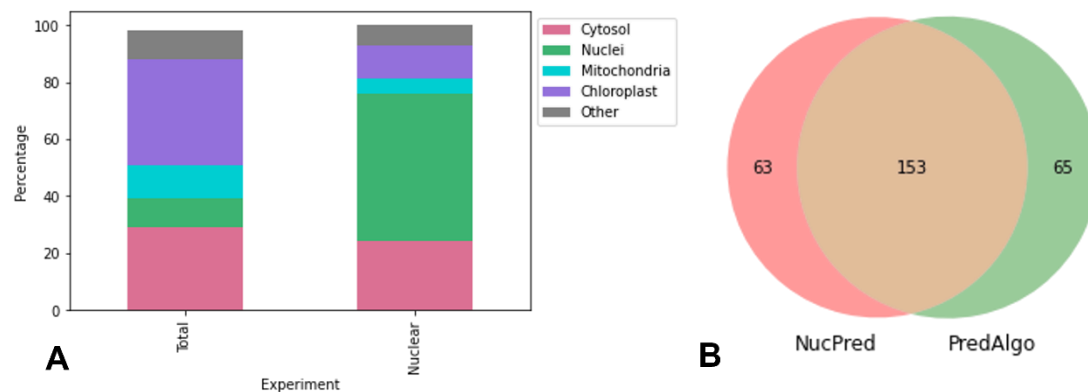 100
80
60
40
20
0
Percentage
Total
Nuclear
Experiment
Cytosol
Nuclei
Mitochondria
Chloroplast
Other
A
63
153
65
NucPred
PredAlgo
B